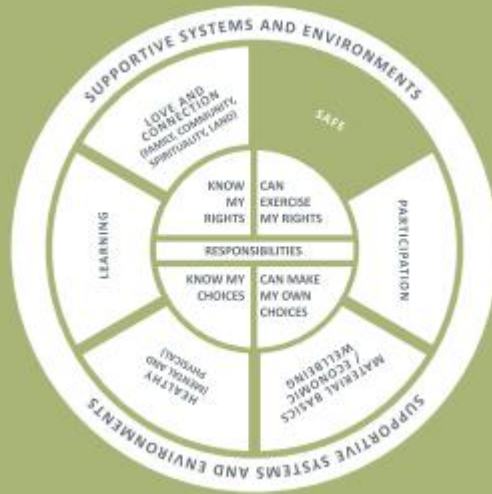 SUPPORTIVE SYSTEMS AND ENVIRONMENTS
LOVE AND
CONNECTION
(FAMILY, COMMUNITY,
SPIRITUALITY, LAND)
SAFE
KNOW
MY
RIGHTS
CAN
EXERCISE
MY RIGHTS
LEARNING
RESPONSIBILITIES
PARTICIPATION
KNOW MY
CHOICES
CAN MAKE
MY OWN
CHOICES
HEALTHY
(MENTAL AND
PHYSICAL)
MATERIAL BASICS
/ ECONOMIC
WELLBEING
SUPPORTIVE SYSTEMS AND ENVIRONMENTS